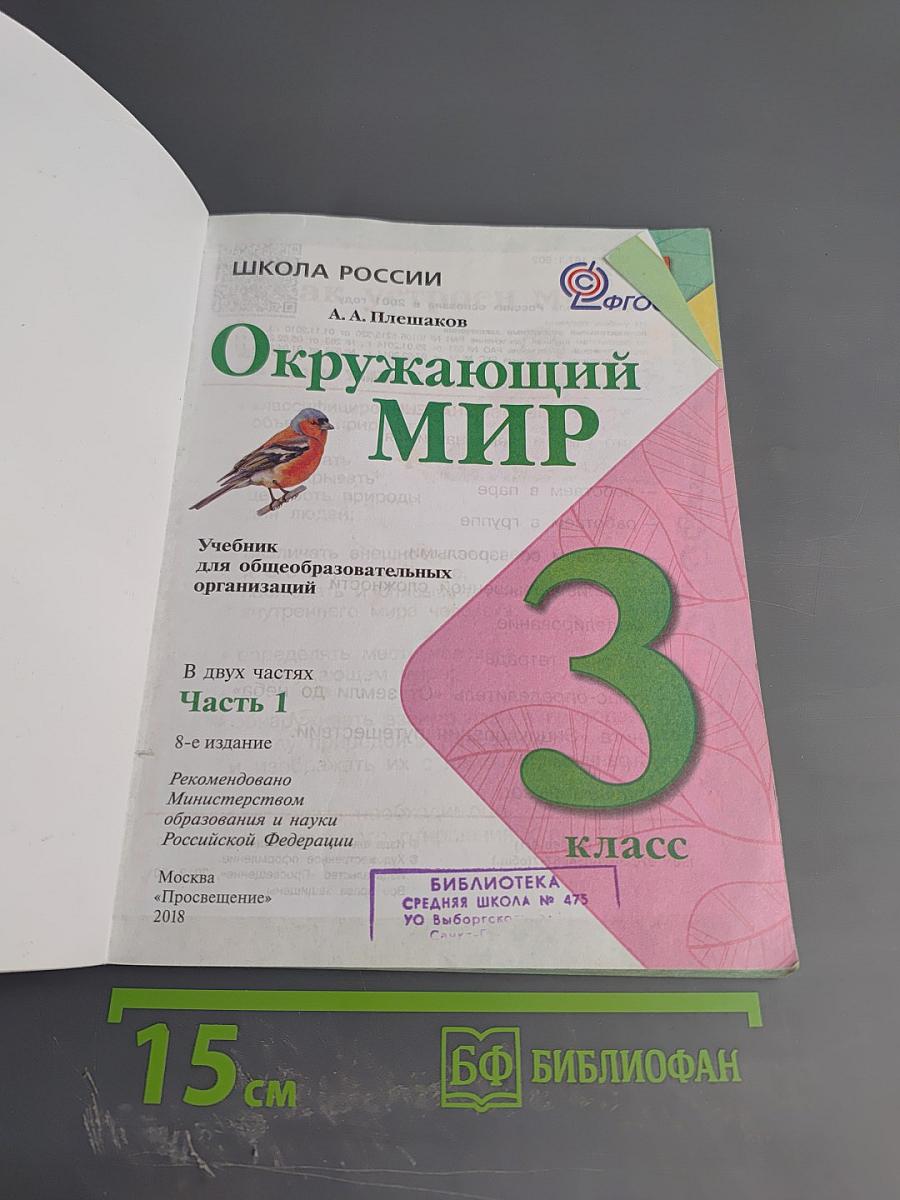 ШКОЛА РОССИИ
А. А. Плешаков
Окружающий
МИР
Учебник
для общеобразовательных
организаций
В двух частях
Часть 1
8-е издание
Рекомендовано
Министерством
образования и науки
Российской Федерации
Москва
«Просвещение»
2018
3
класс
БИБЛИОТЕКА
СРЕДНЯЯ ШКОЛА № 475
УО
15 см
БФ БИБЛИОФАН